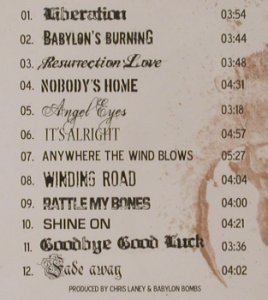 01. Liberation 03:54
02. BABYLON'S BURNING 03:44
03. Resurrection Love 03:48
04. NOBODY'S HOME 04:31
05. Angel Eyes 03:18
06. IT'S ALRIGHT 04:57
07. ANYWHERE THE WIND BLOWS 05:27
08. WINDING ROAD 04:04
09. RATTLE MY BONES 04:00
10. SHINE ON 04:21
11. Goodbye Good Luck 03:36
12. Fade away 04:02
PRODUCED BY CHRIS LANEY & BABYLON BOMBS